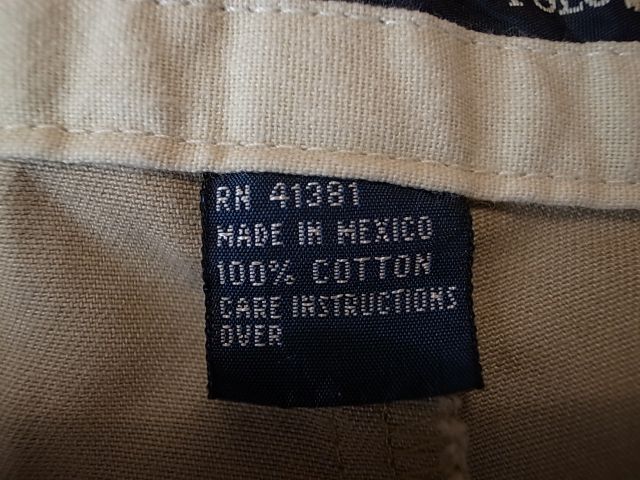 RN 41381
MADE IN MEXICO
100% COTTON
CARE INSTRUCTIONS
OVER